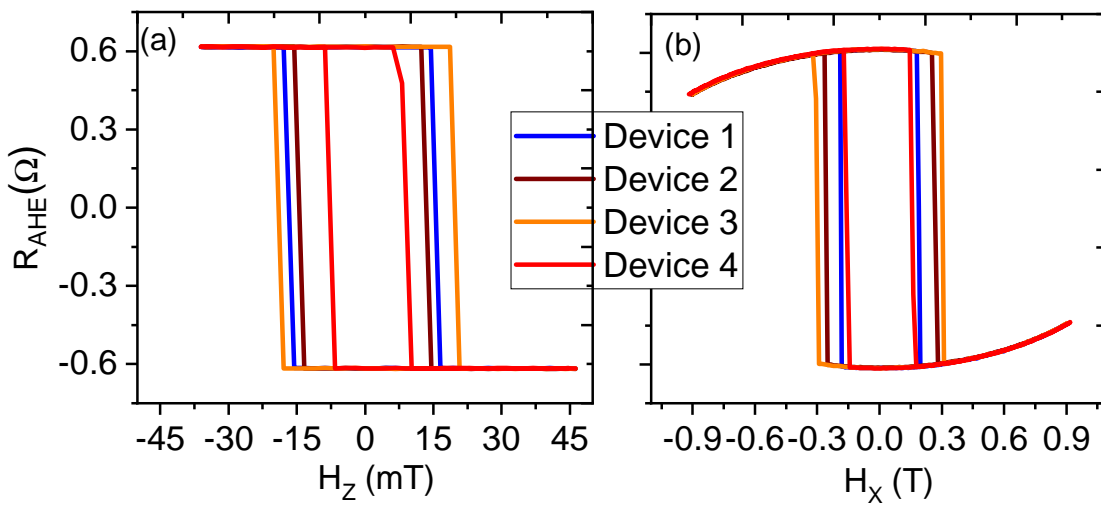 (a)
(b)
0.6
0.3
0.0
-0.3
-0.6
R_AHE(Ω)
Device 1
Device 2
Device 3
Device 4
-45 -30 -15 0 15 30 45
-0.9 -0.6 -0.3 0.0 0.3 0.6 0.9
H_Z (mT)
H_X (T)